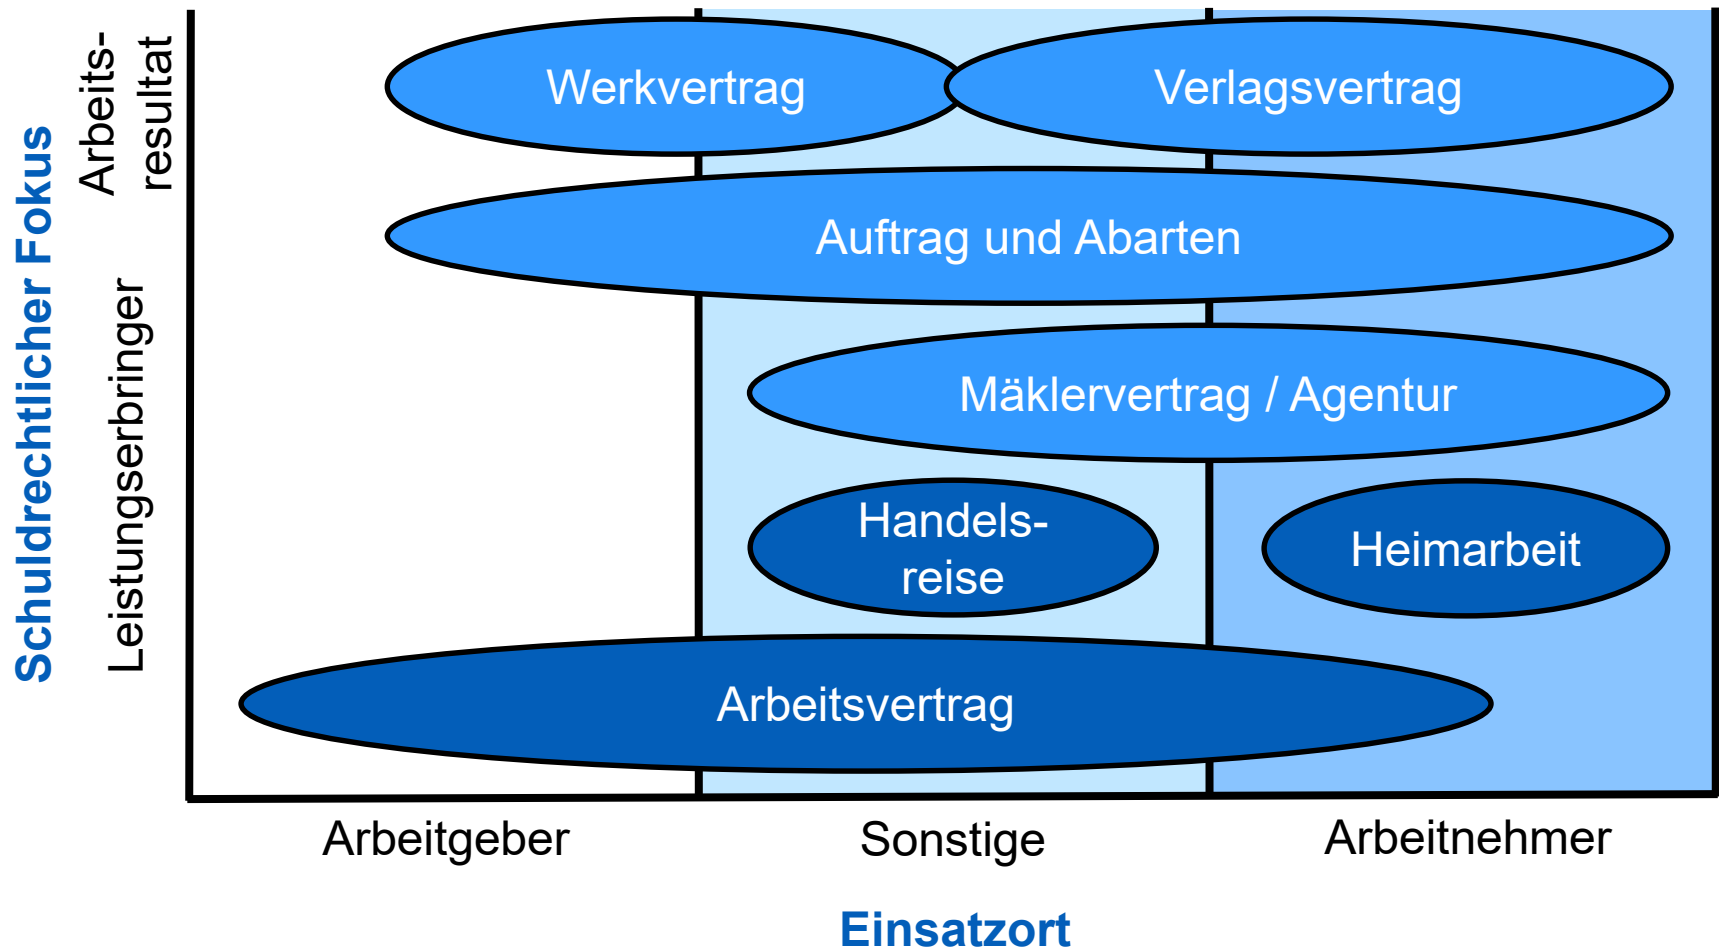 Schuldrechtlicher Fokus
Arbeits-
resultat
Leistungserbringer
Werkvertrag
Verlagsvertrag
Auftrag und Abarten
Mäklervertrag / Agentur
Handels-
reise
Heimarbeit
Arbeitsvertrag
Arbeitgeber
Sonstige
Arbeitnehmer
Einsatzort